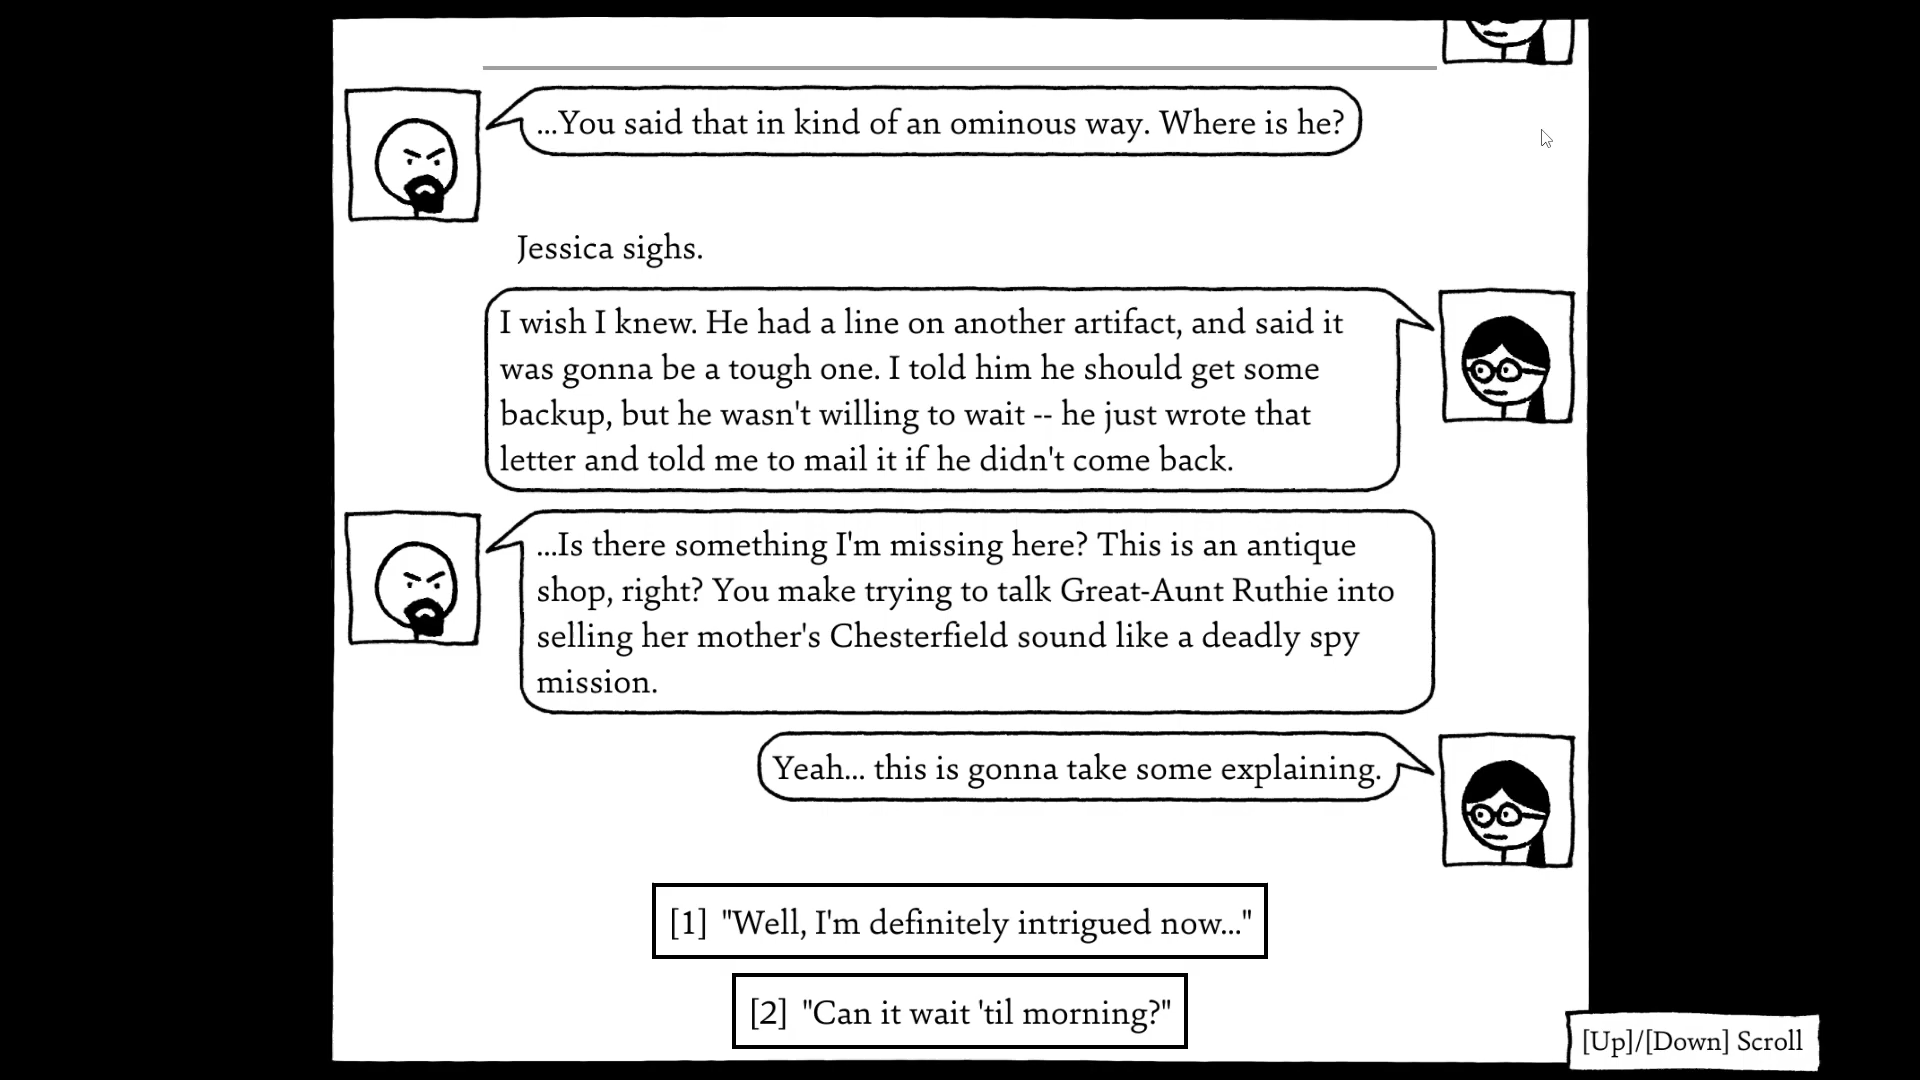 ...You said that in kind of an ominous way. Where is he?
Jessica sighs.
I wish I knew. He had a line on another artifact, and said it
was gonna be a tough one. I told him he should get some
backup, but he wasn't willing to wait -- he just wrote that
letter and told me to mail it if he didn't come back.
...Is there something I'm missing here? This is an antique
shop, right? You make trying to talk Great-Aunt Ruthie into
selling her mother's Chesterfield sound like a deadly spy
mission.
Yeah... this is gonna take some explaining.
[1] "Well, I'm definitely intrigued now..."
[2] "Can it wait 'til morning?"
[Up]/[Down] Scroll